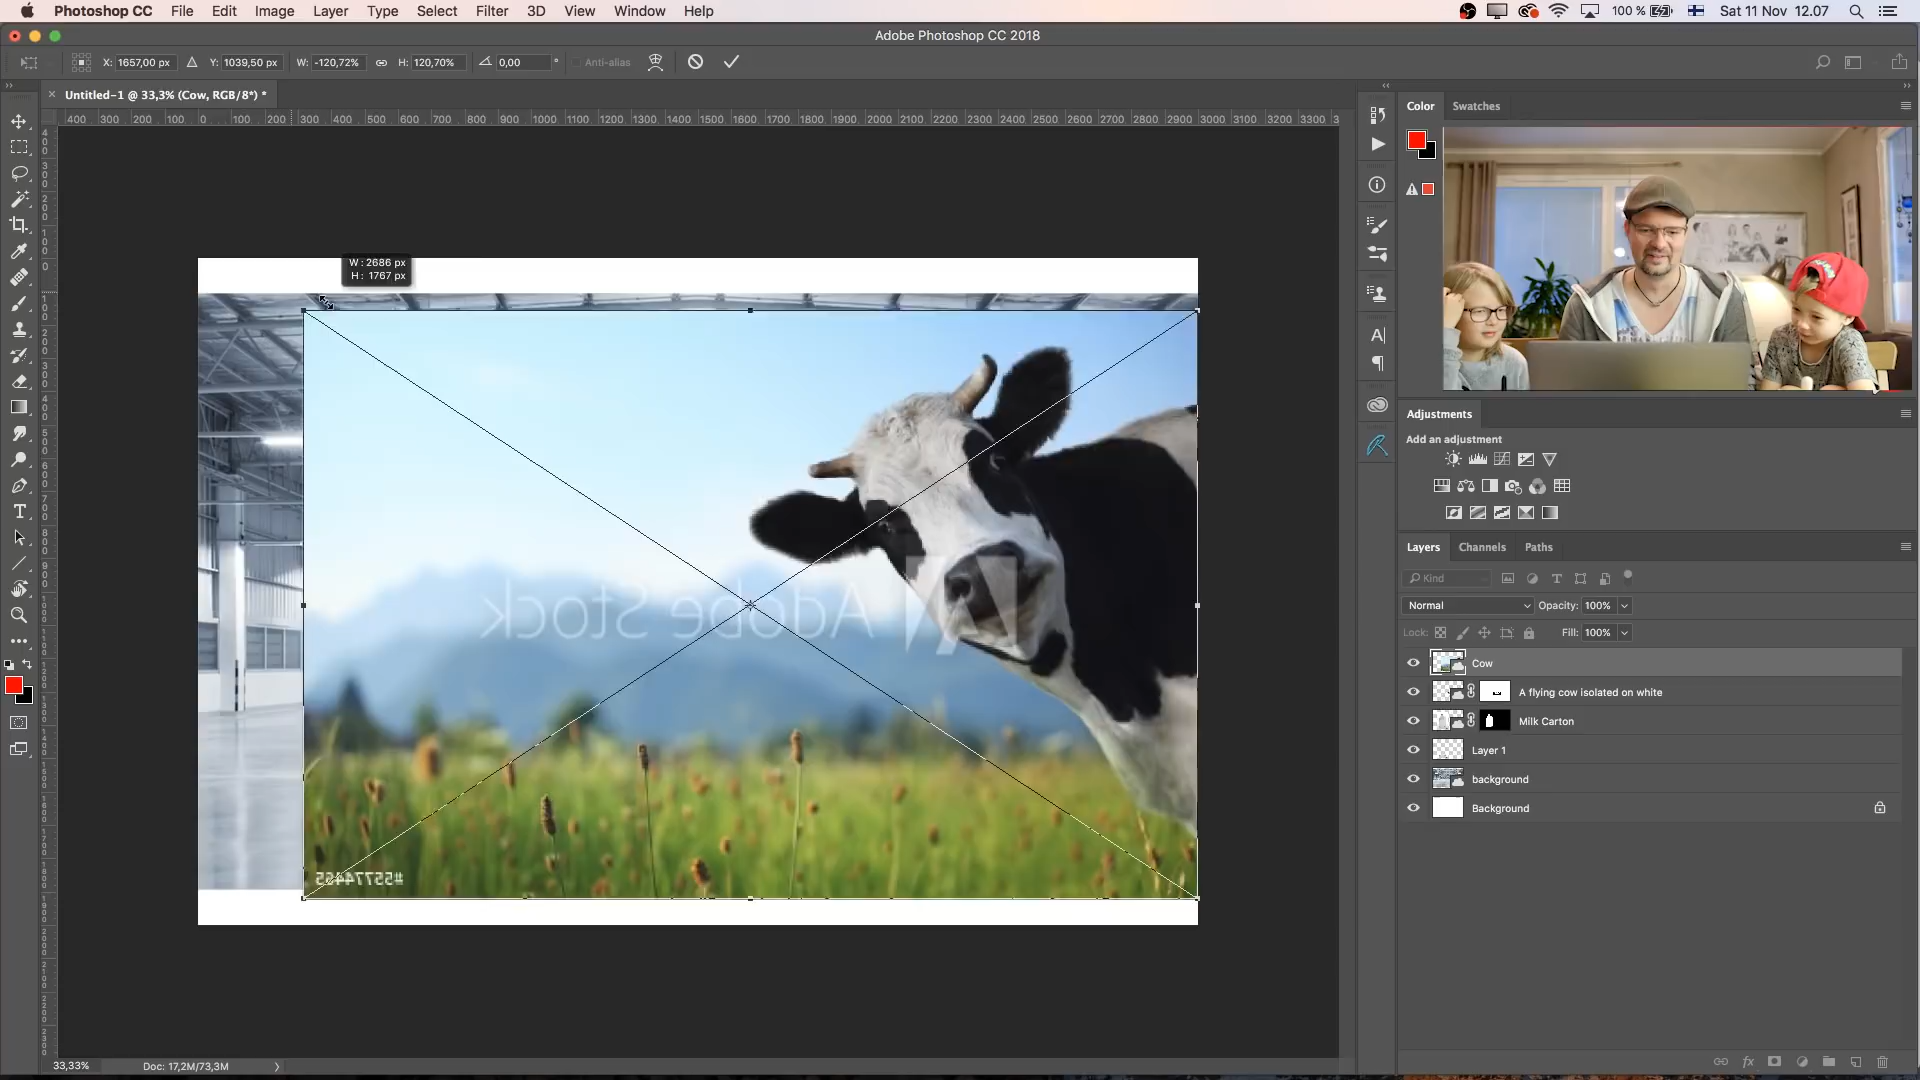 Photoshop CC File Edit Image Layer Type Select Filter 3D View Window Help 100 % Sat 11 Nov 12.07
Adobe Photoshop CC 2018
X: 1657,00 px Y: 1039,50 px W: -120,72% H: 120,70% 0,00 ° Anti-alias
× Untitled-1 @ 33,3% (Cow, RGB/8*) *
400 300 200 100 0 100 200 300 400 500 600 700 800 900 1000 1100 1200 1300 1400 1500 1600 1700 1800 1900 2000 2100 2200 2300 2400 2500 2600 2700 2800 2900 3000 3100 3200 3300
W: 2686 px
H: 1767 px
Adobe Stock
#55774465
33,33% Doc: 17,2M/73,3M
Color Swatches
Adjustments
Add an adjustment
Layers Channels Paths
Kind
Normal Opacity: 100%
Lock: Fill: 100%
Cow
A flying cow isolated on white
Milk Carton
Layer 1
background
Background
fx